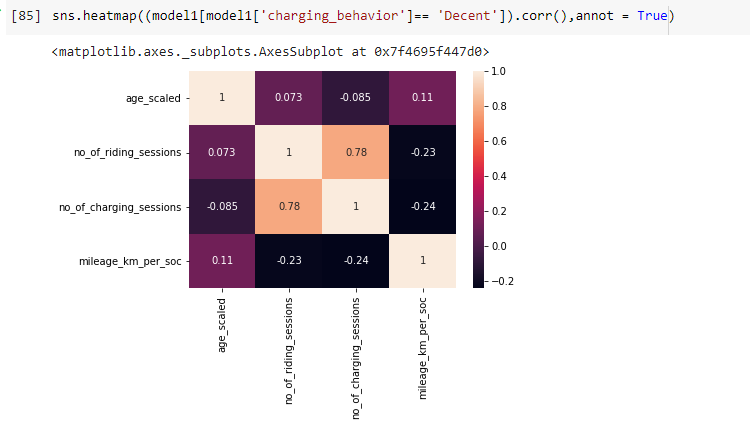 [85] sns.heatmap((model1[model1['charging_behavior']== 'Decent']).corr(),annot = True)
<matplotlib.axes._subplots.AxesSubplot at 0x7f4695f447d0>
age_scaled 1 0.073 -0.085 0.11
no_of_riding_sessions 0.073 1 0.78 -0.23
no_of_charging_sessions -0.085 0.78 1 -0.24
mileage_km_per_soc 0.11 -0.23 -0.24 1
age_scaled
no_of_riding_sessions
no_of_charging_sessions
mileage_km_per_soc
1.0
0.8
0.6
0.4
0.2
0.0
−0.2